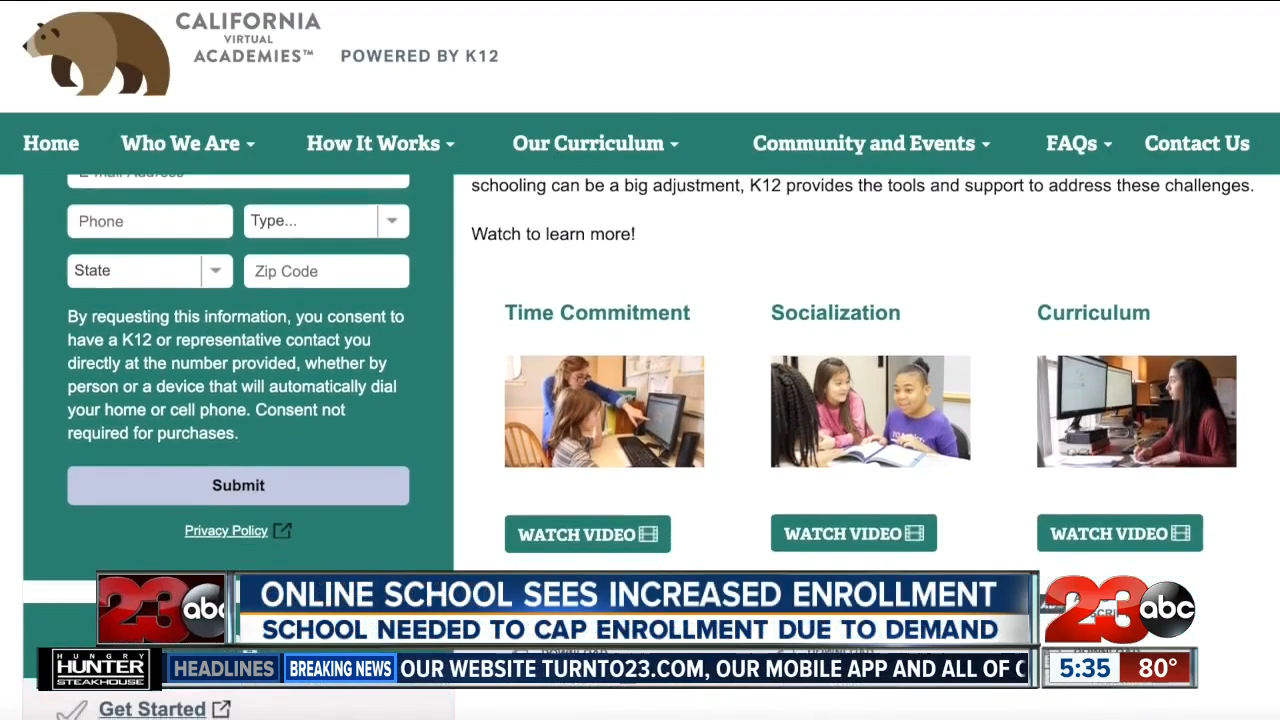 CALIFORNIA
VIRTUAL
ACADEMIES™
POWERED BY K12
Home Who We Are How It Works Our Curriculum Community and Events FAQs Contact Us
E-mail Address
Phone Type...
State Zip Code
By requesting this information, you consent to
have a K12 or representative contact you
directly at the number provided, whether by
person or a device that will automatically dial
your home or cell phone. Consent not
required for purchases.
Submit
Privacy Policy
schooling can be a big adjustment, K12 provides the tools and support to address these challenges.
Watch to learn more!
Time Commitment Socialization Curriculum
WATCH VIDEO WATCH VIDEO WATCH VIDEO
23 abc
ONLINE SCHOOL SEES INCREASED ENROLLMENT
SCHOOL NEEDED TO CAP ENROLLMENT DUE TO DEMAND
23 abc
HUNGRY
HUNTER
STEAKHOUSE
HEADLINES BREAKING NEWS OUR WEBSITE TURNTO23.COM, OUR MOBILE APP AND ALL OF
5:35 80°
Get Started